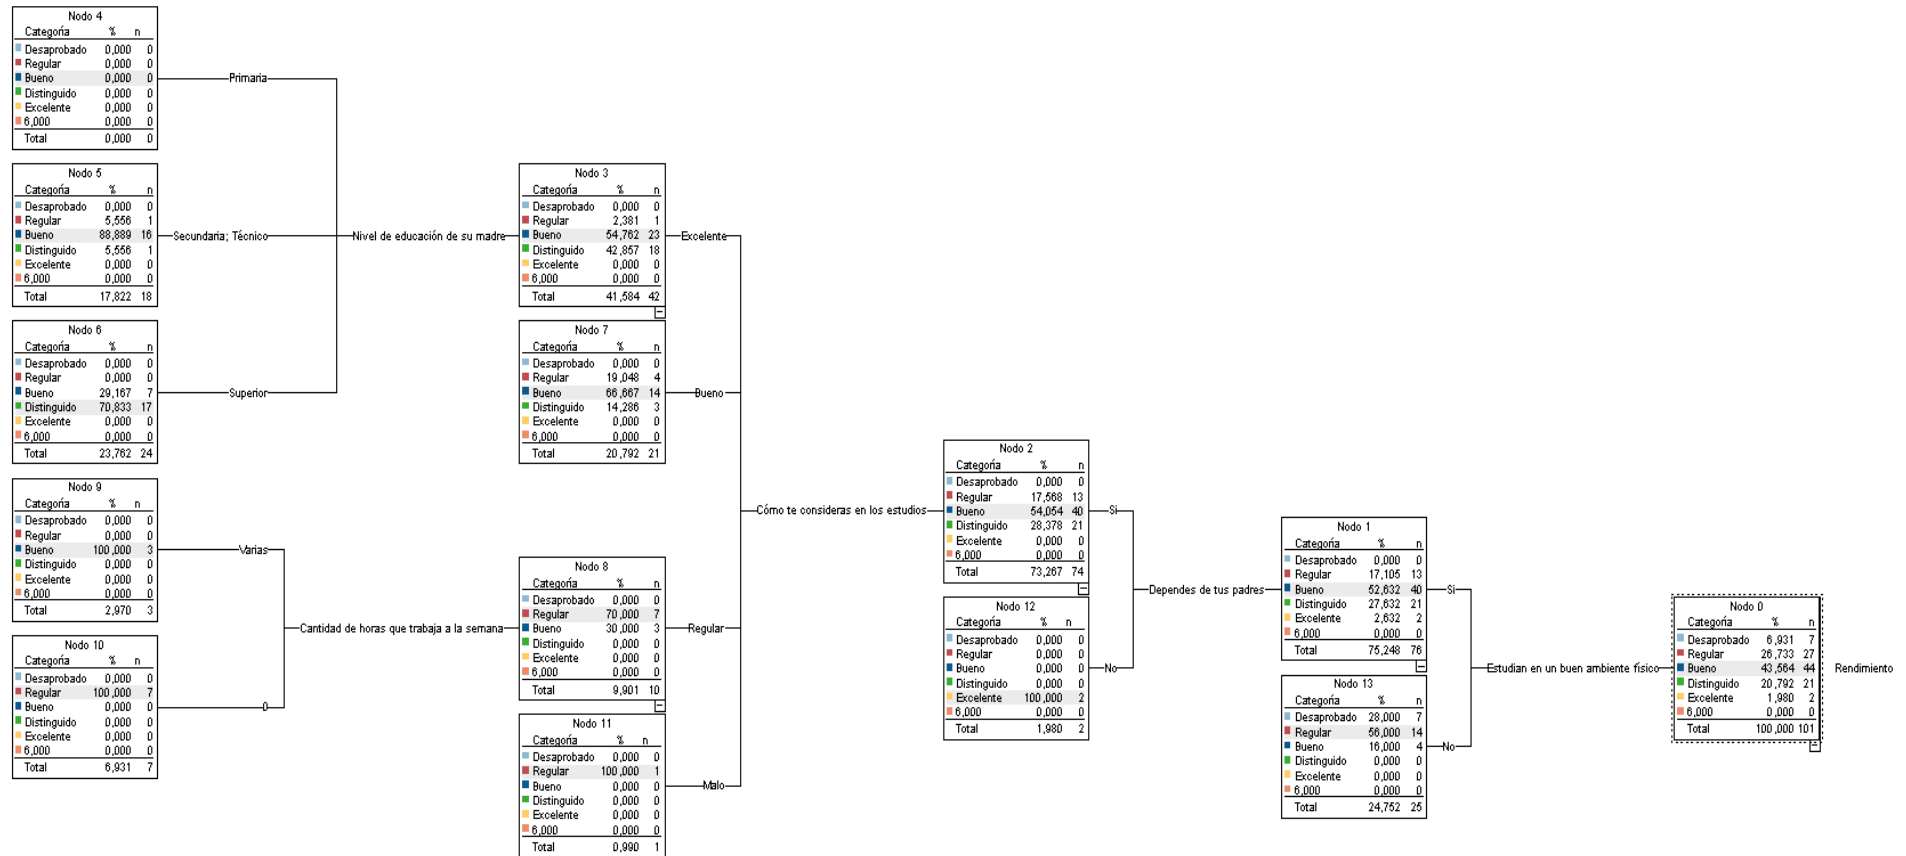 Nodo 4
Categoría % n
Desaprobado 0,000 0
Regular 0,000 0
Bueno 0,000 0
Distinguido 0,000 0
Excelente 0,000 0
6,000 0,000 0
Total 0,000 0
Primaria
Nodo 5
Categoría % n
Desaprobado 0,000 0
Regular 5,556 1
Bueno 88,889 16
Distinguido 5,556 1
Excelente 0,000 0
6,000 0,000 0
Total 17,822 18
Secundaria; Técnico
Nodo 6
Categoría % n
Desaprobado 0,000 0
Regular 0,000 0
Bueno 29,167 7
Distinguido 70,833 17
Excelente 0,000 0
6,000 0,000 0
Total 23,762 24
Superior
Nivel de educación de su madre
Nodo 9
Categoría % n
Desaprobado 0,000 0
Regular 0,000 0
Bueno 100,000 3
Distinguido 0,000 0
Excelente 0,000 0
6,000 0,000 0
Total 2,970 3
Varias
Nodo 10
Categoría % n
Desaprobado 0,000 0
Regular 100,000 7
Bueno 0,000 0
Distinguido 0,000 0
Excelente 0,000 0
6,000 0,000 0
Total 6,931 7
0
Cantidad de horas que trabaja a la semana
Nodo 3
Categoría % n
Desaprobado 0,000 0
Regular 2,381 1
Bueno 54,762 23
Distinguido 42,857 18
Excelente 0,000 0
6,000 0,000 0
Total 41,584 42
Excelente
Nodo 7
Categoría % n
Desaprobado 0,000 0
Regular 19,048 4
Bueno 66,667 14
Distinguido 14,286 3
Excelente 0,000 0
6,000 0,000 0
Total 20,792 21
Bueno
Nodo 8
Categoría % n
Desaprobado 0,000 0
Regular 70,000 7
Bueno 30,000 3
Distinguido 0,000 0
Excelente 0,000 0
6,000 0,000 0
Total 9,901 10
Regular
Nodo 11
Categoría % n
Desaprobado 0,000 0
Regular 100,000 1
Bueno 0,000 0
Distinguido 0,000 0
Excelente 0,000 0
6,000 0,000 0
Total 0,990 1
Malo
Cómo te consideras en los estudios
Nodo 2
Categoría % n
Desaprobado 0,000 0
Regular 17,568 13
Bueno 54,054 40
Distinguido 28,378 21
Excelente 0,000 0
6,000 0,000 0
Total 73,267 74
Si
Nodo 12
Categoría % n
Desaprobado 0,000 0
Regular 0,000 0
Bueno 0,000 0
Distinguido 0,000 0
Excelente 100,000 2
6,000 0,000 0
Total 1,980 2
No
Dependes de tus padres
Nodo 1
Categoría % n
Desaprobado 0,000 0
Regular 17,105 13
Bueno 52,632 40
Distinguido 27,632 21
Excelente 2,632 2
6,000 0,000 0
Total 75,248 76
Si
Nodo 13
Categoría % n
Desaprobado 28,000 7
Regular 56,000 14
Bueno 16,000 4
Distinguido 0,000 0
Excelente 0,000 0
6,000 0,000 0
Total 24,752 25
No
Estudian en un buen ambiente físico
Nodo 0
Categoría % n
Desaprobado 6,931 7
Regular 26,733 27
Bueno 43,564 44
Distinguido 20,792 21
Excelente 1,980 2
6,000 0,000 0
Total 100,000 101
Rendimiento